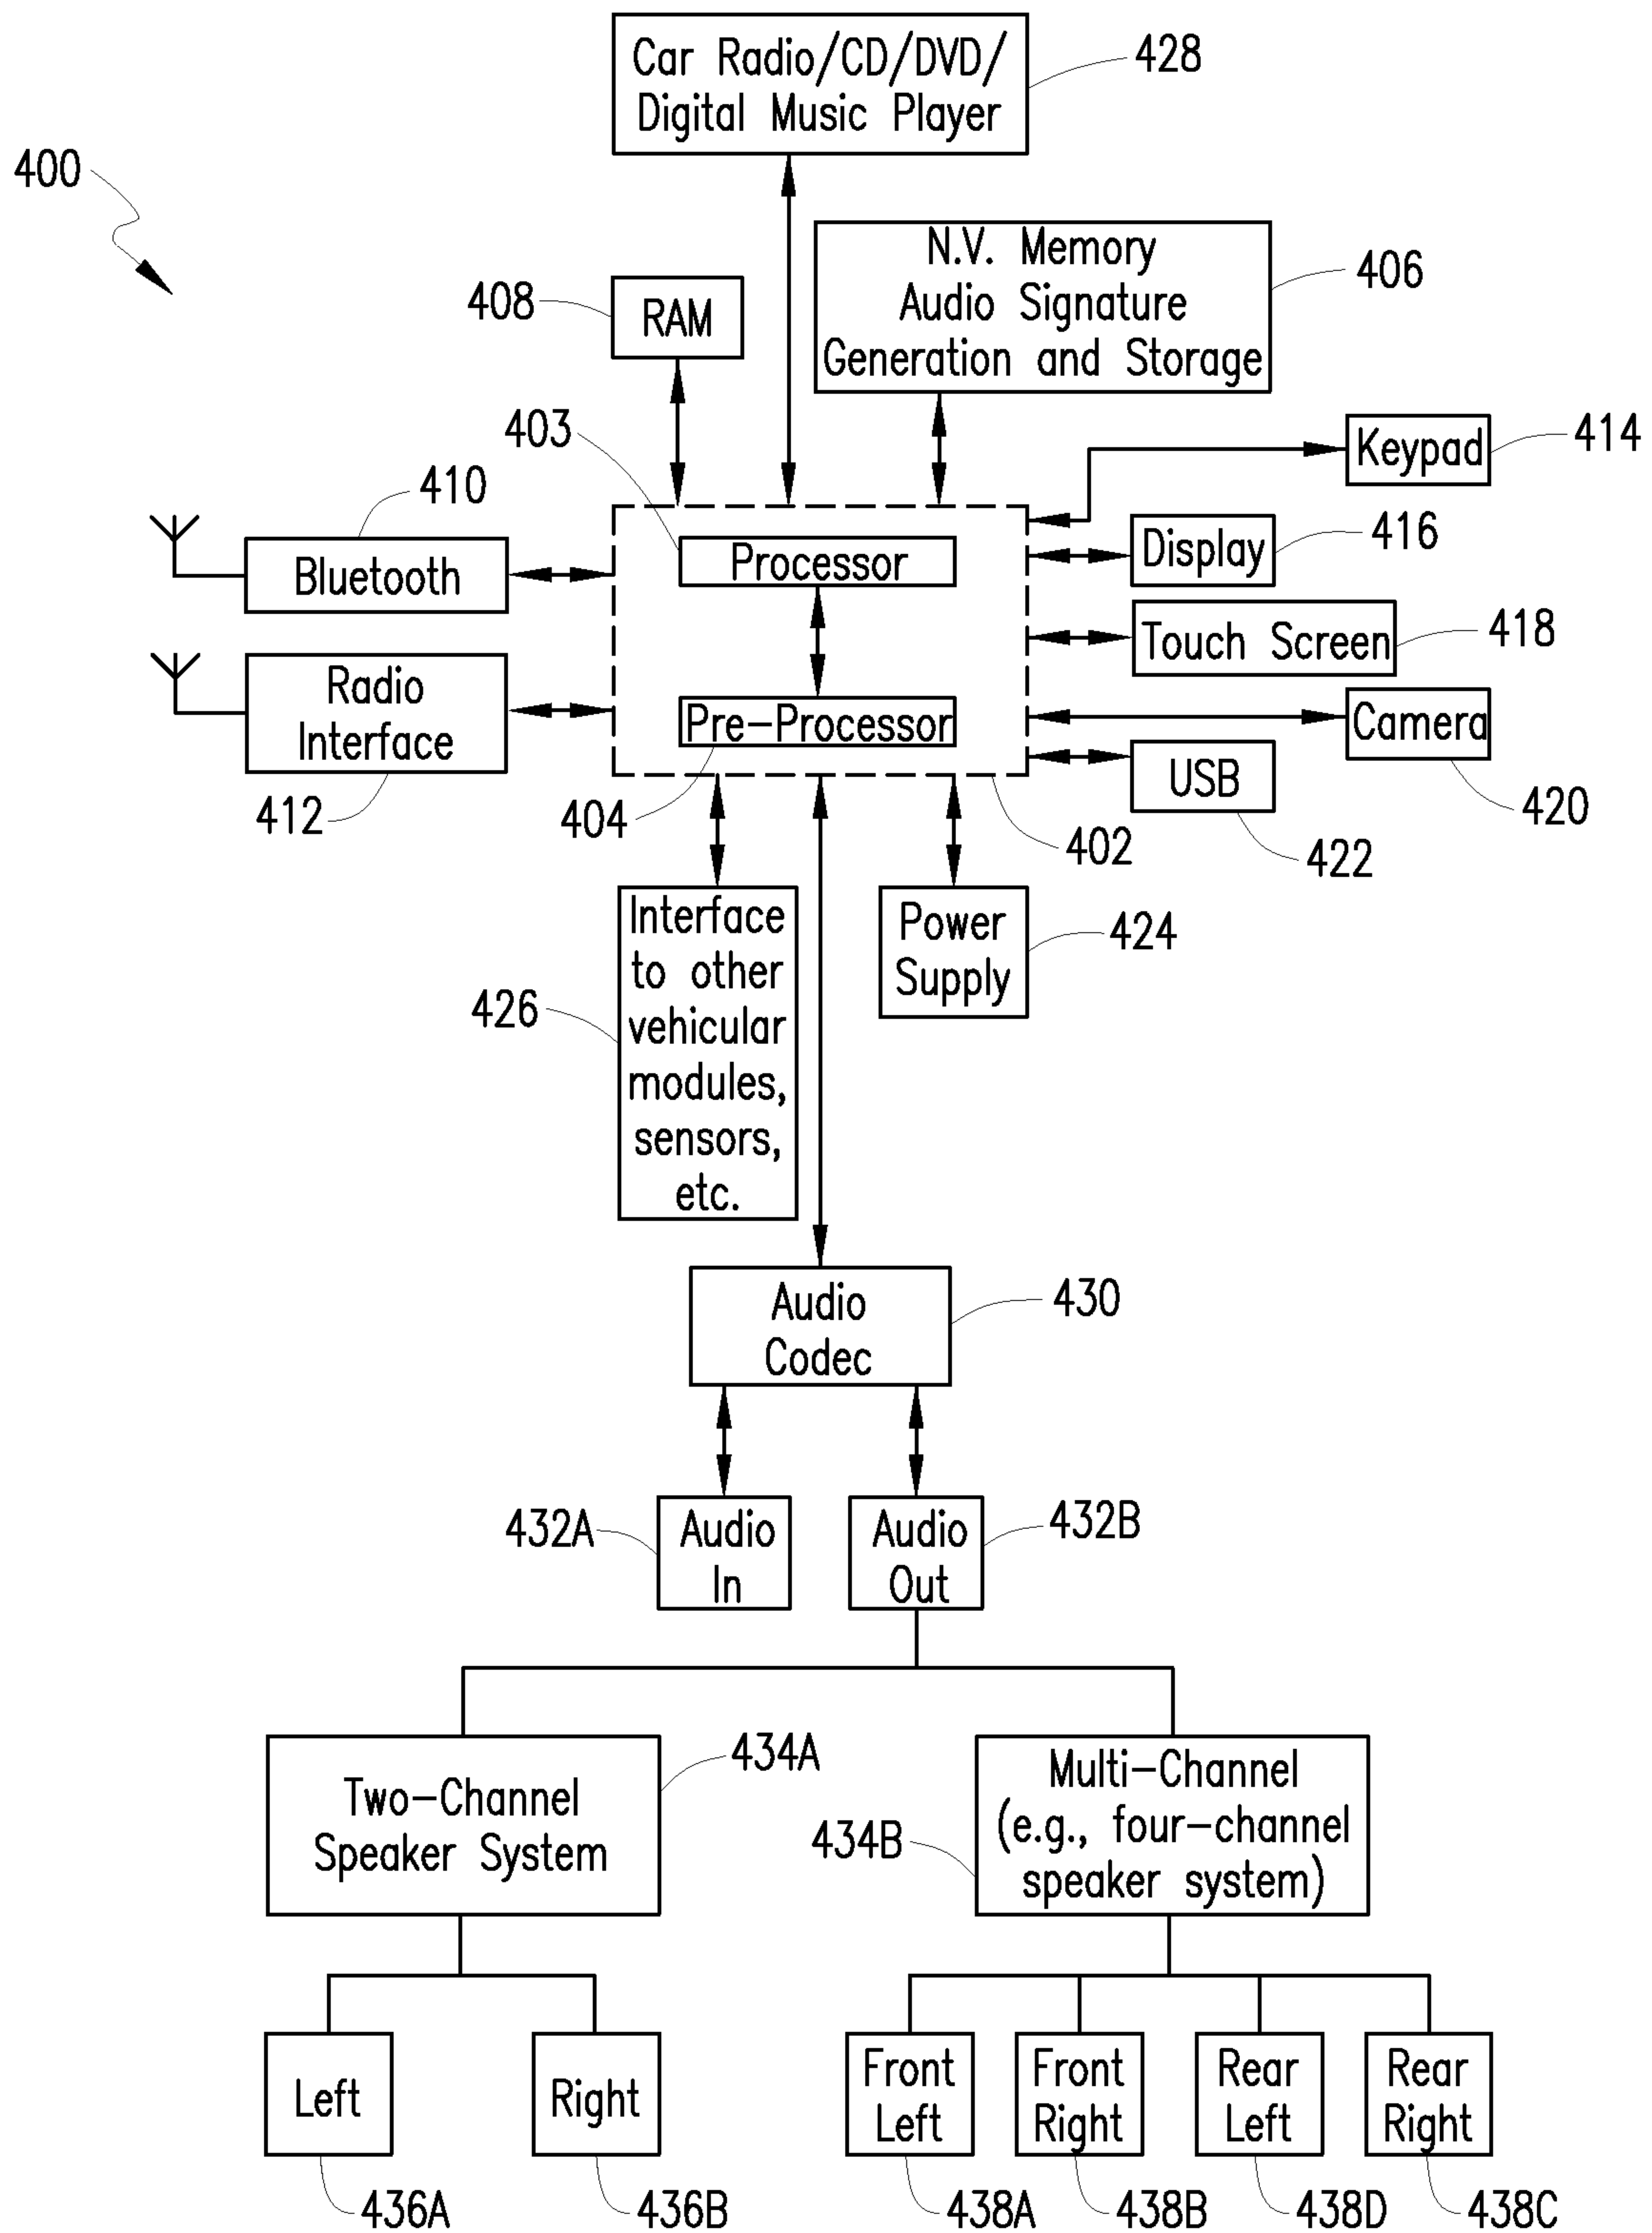 Car Radio/CD/DVD/
Digital Music Player
428
400
N.V. Memory
Audio Signature
Generation and Storage
406
408
RAM
403
Keypad
414
410
Bluetooth
Processor
Display
416
Touch Screen
418
Radio
Interface
412
Pre-Processor
404
402
Camera
420
USB
422
Interface
to other
vehicular
modules,
sensors,
etc.
426
Power
Supply
424
Audio
Codec
430
432A
Audio
In
Audio
Out
432B
Two-Channel
Speaker System
434A
Multi-Channel
(e.g., four-channel
speaker system)
434B
Left
Right
Front
Left
Front
Right
Rear
Left
Rear
Right
436A
436B
438A
438B
438D
438C